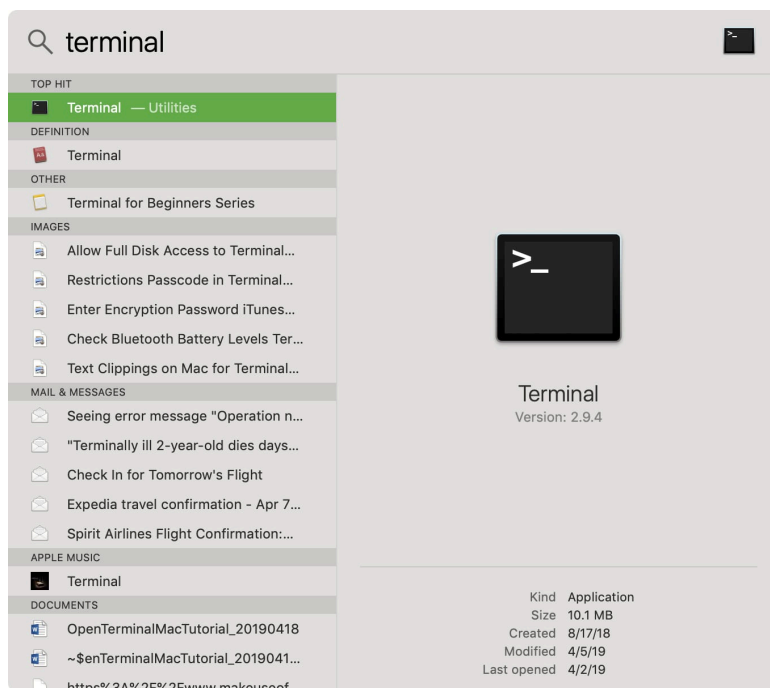 terminal
TOP HIT
Terminal — Utilities
DEFINITION
Terminal
OTHER
Terminal for Beginners Series
IMAGES
Allow Full Disk Access to Terminal...
Restrictions Passcode in Terminal...
Enter Encryption Password iTunes...
Check Bluetooth Battery Levels Ter...
Text Clippings on Mac for Terminal...
MAIL & MESSAGES
Seeing error message "Operation n...
"Terminally ill 2-year-old dies days...
Check In for Tomorrow's Flight
Expedia travel confirmation - Apr 7...
Spirit Airlines Flight Confirmation:...
APPLE MUSIC
Terminal
DOCUMENTS
OpenTerminalMacTutorial_20190418
~$enTerminalMacTutorial_2019041...
https%3A%2F%2Fwww.makeuseof
>_
Terminal
Version: 2.9.4
Kind Application
Size 10.1 MB
Created 8/17/18
Modified 4/5/19
Last opened 4/2/19